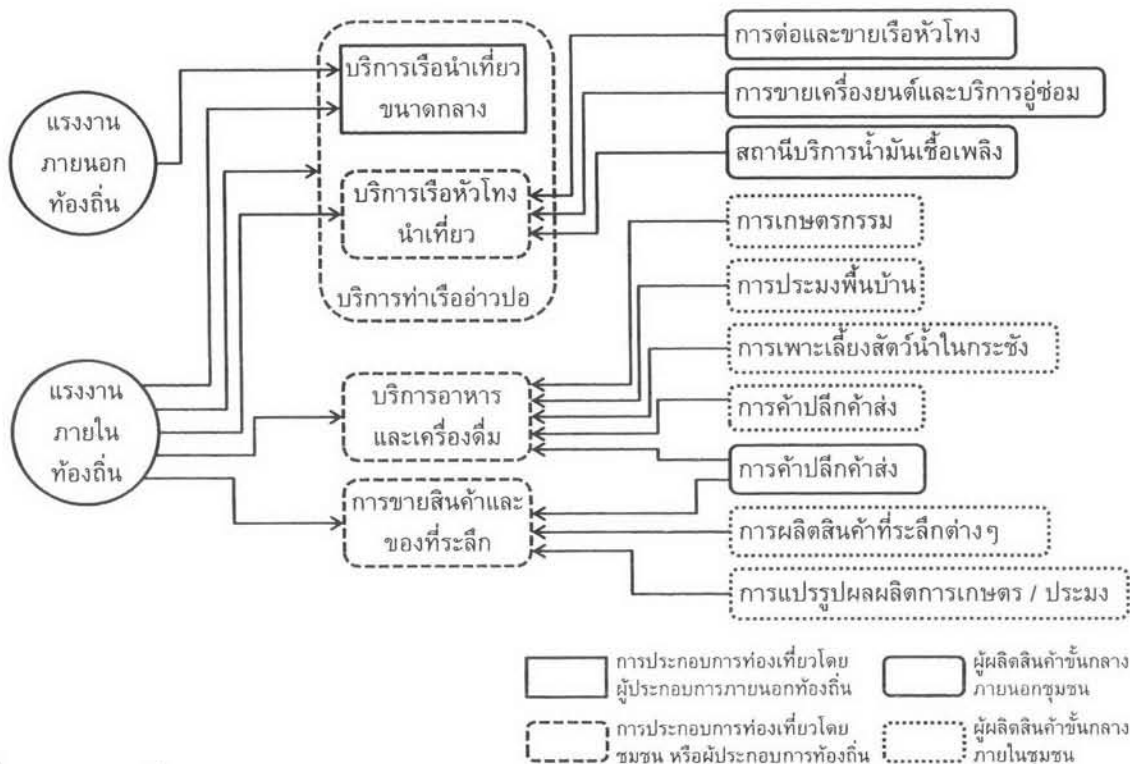 แรงงาน
ภายนอก
ท้องถิ่น
แรงงาน
ภายใน
ท้องถิ่น
บริการเรือนำเที่ยว
ขนาดกลาง
บริการเรือหัวโทง
นำเที่ยว
บริการท่าเรืออ่าวปอ
บริการอาหาร
และเครื่องดื่ม
การขายสินค้าและ
ของที่ระลึก
การต่อและขายเรือหัวโทง
การขายเครื่องยนต์และบริการอู่ซ่อม
สถานีบริการน้ำมันเชื้อเพลิง
การเกษตรกรรม
การประมงพื้นบ้าน
การเพาะเลี้ยงสัตว์น้ำในกระชัง
การค้าปลีกค้าส่ง
การค้าปลีกค้าส่ง
การผลิตสินค้าที่ระลึกต่างๆ
การแปรรูปผลผลิตการเกษตร / ประมง
การประกอบการท่องเที่ยวโดย
ผู้ประกอบการภายนอกท้องถิ่น
ผู้ผลิตสินค้าขั้นกลาง
ภายนอกชุมชน
การประกอบการท่องเที่ยวโดย
ชุมชน หรือผู้ประกอบการท้องถิ่น
ผู้ผลิตสินค้าขั้นกลาง
ภายในชุมชน